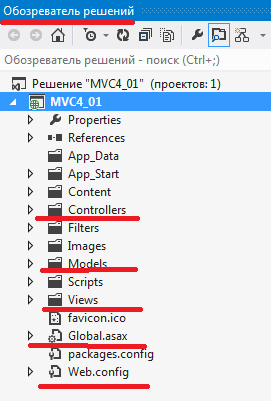 Обозреватель решений
Обозреватель решений - поиск (Ctrl+;)
Решение "MVC4_01" (проектов: 1)
MVC4_01
Properties
References
App_Data
App_Start
Content
Controllers
Filters
Images
Models
Scripts
Views
favicon.ico
Global.asax
packages.config
Web.config